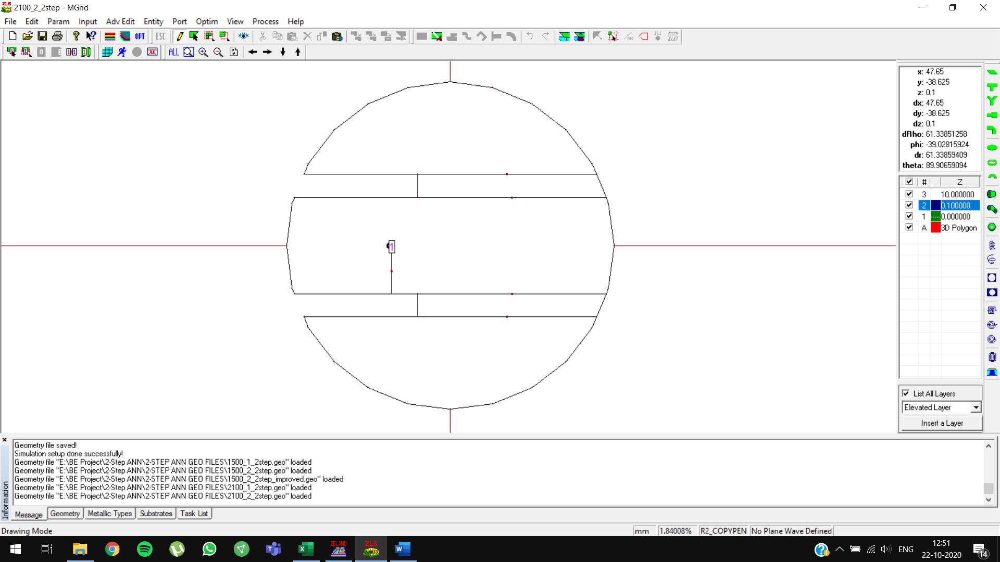 2100_2_2step - MGrid
File Edit Param Input Adv Edit Entity Port Optim View Process Help
OPT ESC
ALL
x: 47.65
y: -38.625
z: 0.1
dx: 47.65
dy: -38.625
dz: 0.1
dRho: 61.33851258
phi: -39.02815924
dr: 61.33859409
theta: 89.90659094
# Z
3 10.000000
2 0.100000
1 0.000000
A 3D Polygon
1
List All Layers
Elevated Layer
Insert a Layer
Information
Geometry file saved!
Simulation setup done successfully!
Geometry file "E:\BE Project\2-Step ANN\2-STEP ANN GEO FILES\1500_1_2step.geo" loaded
Geometry file "E:\BE Project\2-Step ANN\2-STEP ANN GEO FILES\1500_2_2step.geo" loaded
Geometry file "E:\BE Project\2-Step ANN\2-STEP ANN GEO FILES\1500_2_2step_improved.geo" loaded
Geometry file "E:\BE Project\2-Step ANN\2-STEP ANN GEO FILES\2100_1_2step.geo" loaded
Geometry file "E:\BE Project\2-Step ANN\2-STEP ANN GEO FILES\2100_2_2step.geo" loaded
Message Geometry Metallic Types Substrates Task List
Drawing Mode mm 1.84008% R2_COPYPEN No Plane Wave Defined
ZELAND ZLS
ENG 12:51
22-10-2020
14